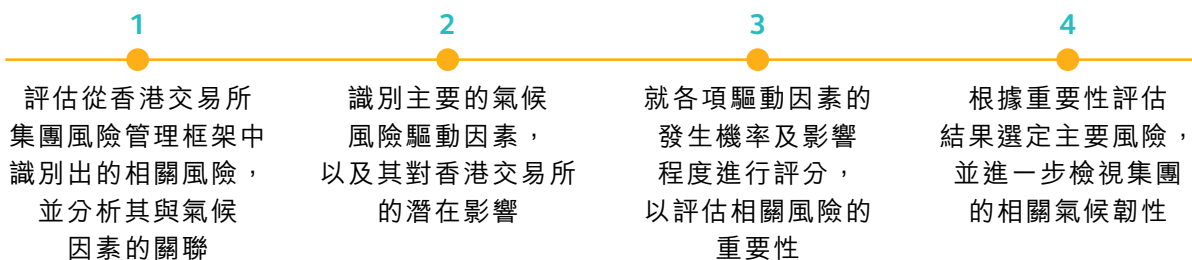 1
評估從香港交易所
集團風險管理框架中
識別出的相關風險，
並分析其與氣候
因素的關聯
2
識別主要的氣候
風險驅動因素，
以及其對香港交易所
的潛在影響
3
就各項驅動因素的
發生機率及影響
程度進行評分，
以評估相關風險的
重要性
4
根據重要性評估
結果選定主要風險，
並進一步檢視集團
的相關氣候韌性